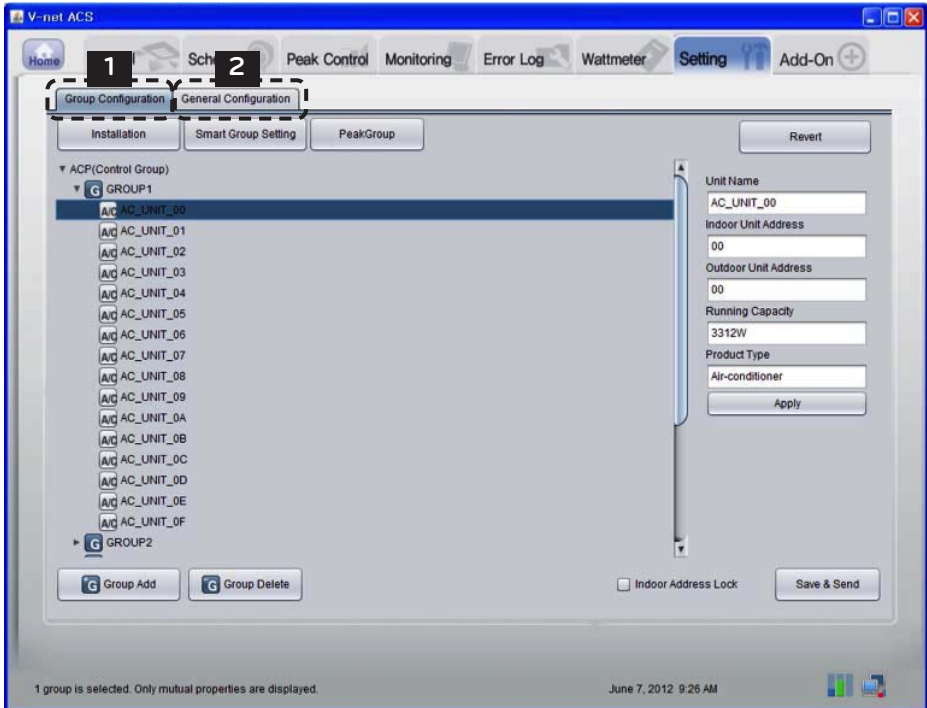 V-net ACS
Home
Sch
Peak Control
Monitoring
Error Log
Wattmeter
Setting
Add-On
1
2
Group Configuration
General Configuration
Installation
Smart Group Setting
PeakGroup
Revert
ACP(Control Group)
G GROUP1
A/C AC_UNIT_00
A/C AC_UNIT_01
A/C AC_UNIT_02
A/C AC_UNIT_03
A/C AC_UNIT_04
A/C AC_UNIT_05
A/C AC_UNIT_06
A/C AC_UNIT_07
A/C AC_UNIT_08
A/C AC_UNIT_09
A/C AC_UNIT_0A
A/C AC_UNIT_0B
A/C AC_UNIT_0C
A/C AC_UNIT_0D
A/C AC_UNIT_0E
A/C AC_UNIT_0F
G GROUP2
Unit Name
AC_UNIT_00
Indoor Unit Address
00
Outdoor Unit Address
00
Running Capacity
3312W
Product Type
Air-conditioner
Apply
G Group Add
G Group Delete
Indoor Address Lock
Save & Send
1 group is selected. Only mutual properties are displayed.
June 7, 2012 9:26 AM